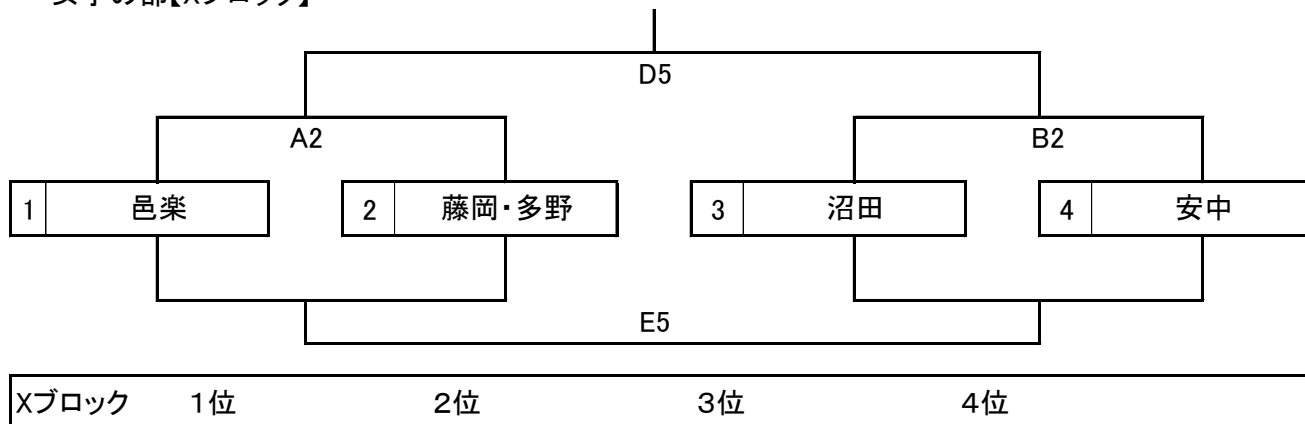 女子の部【Xブロック】
D5
A2 B2
1 邑楽 2 藤岡・多野 3 沼田 4 安中
E5
Xブロック 1位 2位 3位 4位